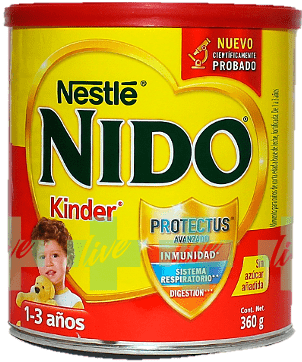 NUEVO
CIENTÍFICAMENTE
PROBADO
Nestlé®
NIDO®
Kinder®
PROTECTUS®
AVANZADO
INMUNIDAD*
SISTEMA
RESPIRATORIO**
DIGESTIÓN***
live
1-3 años
Sin
azúcar
añadida
Cont. Net.
360 g